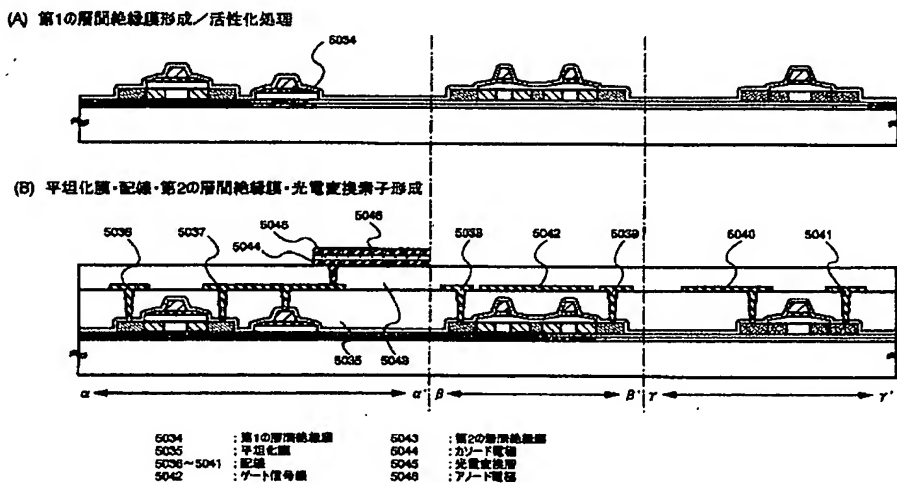 (A) 第1の層間絶縁膜形成／活性化処理
5034
(B) 平坦化膜・配線・第2の層間絶縁膜・光電変換素子形成
5036 5037 5045 5046 5038 5042 5039 5040 5041
5044
5035 5043
α α' β β' γ γ'
5034 ;第1の層間絶縁膜
5035 ;平坦化膜
5036~5041 ;配線
5042 ;ゲート信号線
5043 ;第2の層間絶縁膜
5044 ;カソード電極
5045 ;光電変換層
5046 ;アノード電極